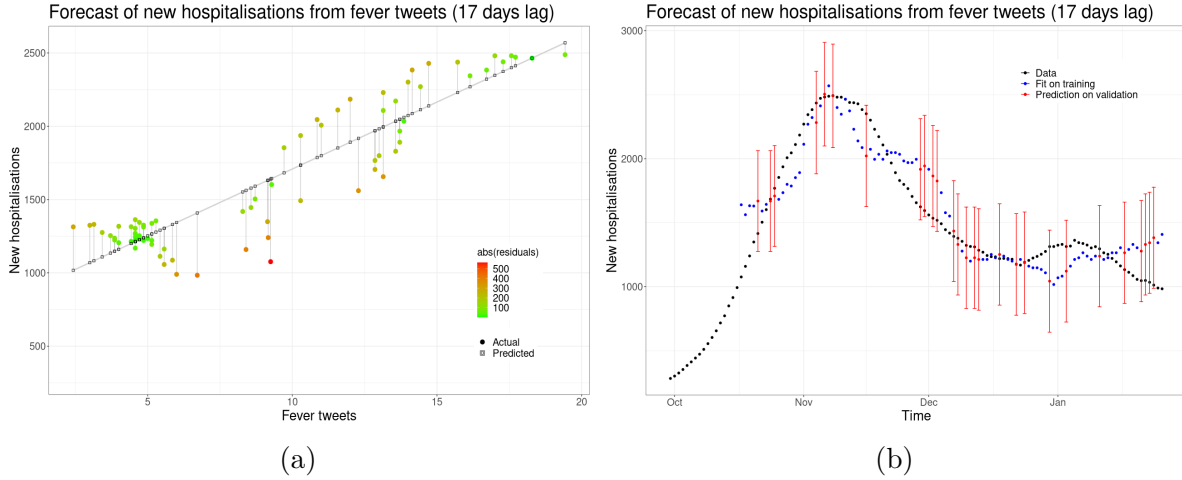 Forecast of new hospitalisations from fever tweets (17 days lag)
New hospitalisations
2500
2000
1500
1000
500
5
10
15
20
Fever tweets
abs(residuals)
500
400
300
200
100
Actual
Predicted
(a)
Forecast of new hospitalisations from fever tweets (17 days lag)
New hospitalisations
3000
2000
1000
Data
Fit on training
Prediction on validation
Oct
Nov
Dec
Jan
Time
(b)